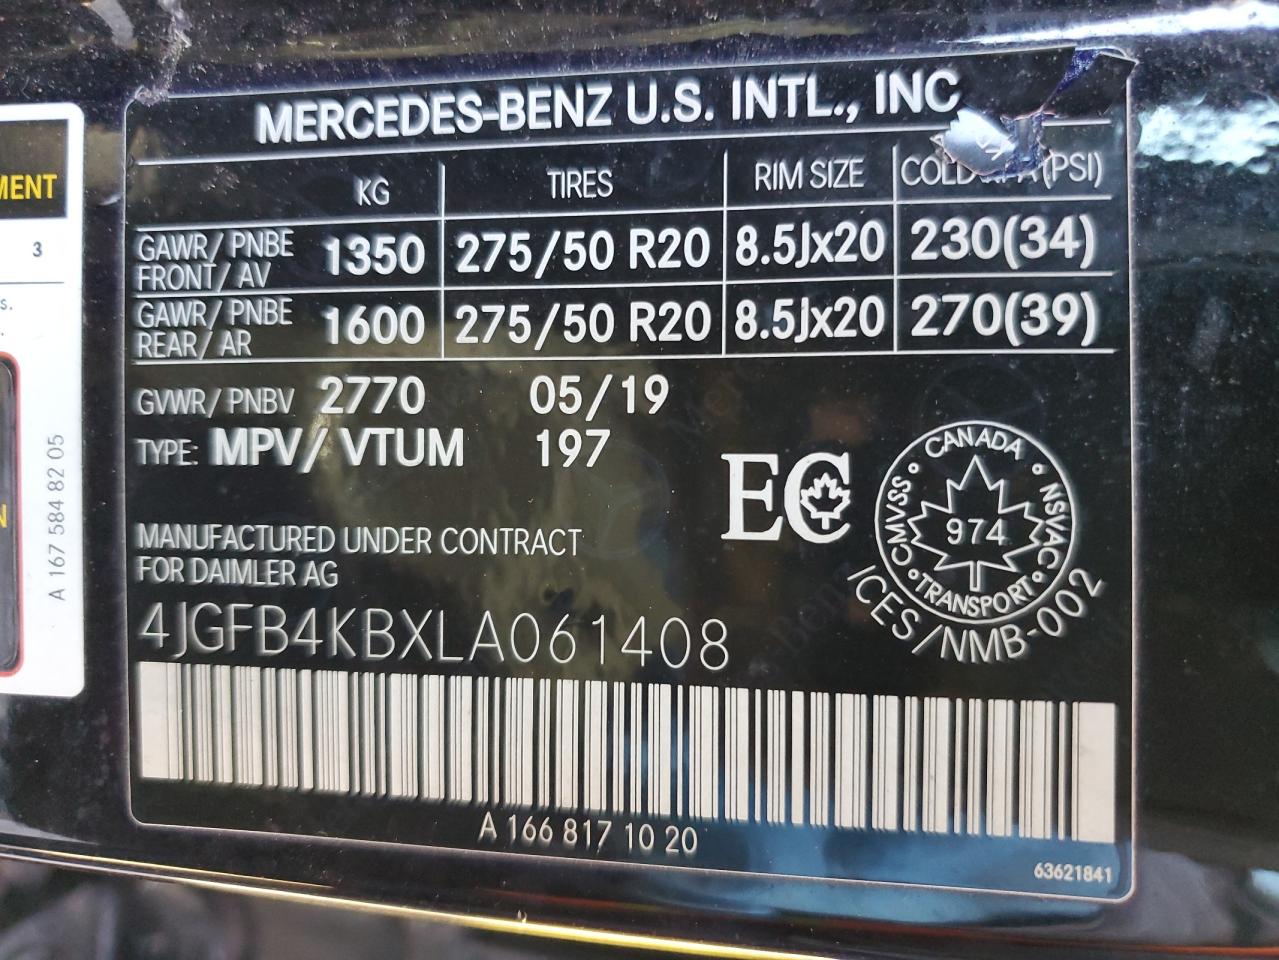 MERCEDES-BENZ U.S. INTL., INC
KG TIRES RIM SIZE COLD (PSI)
GAWR/PNBE FRONT/AV 1350 275/50 R20 8.5Jx20 230(34)
GAWR/PNBE REAR/AR 1600 275/50 R20 8.5Jx20 270(39)
GVWR/PNBV 2770 05/19
TYPE: MPV/VTUM 197
EC
CANADA
CMVSS
NSVAC
974
TRANSPORT
ICES/NMB-002
MANUFACTURED UNDER CONTRACT
FOR DAIMLER AG
4JGFB4KBXLA061408
A 166 817 10 20
63621841
MENT
3
s.
N
A 167 584 82 05